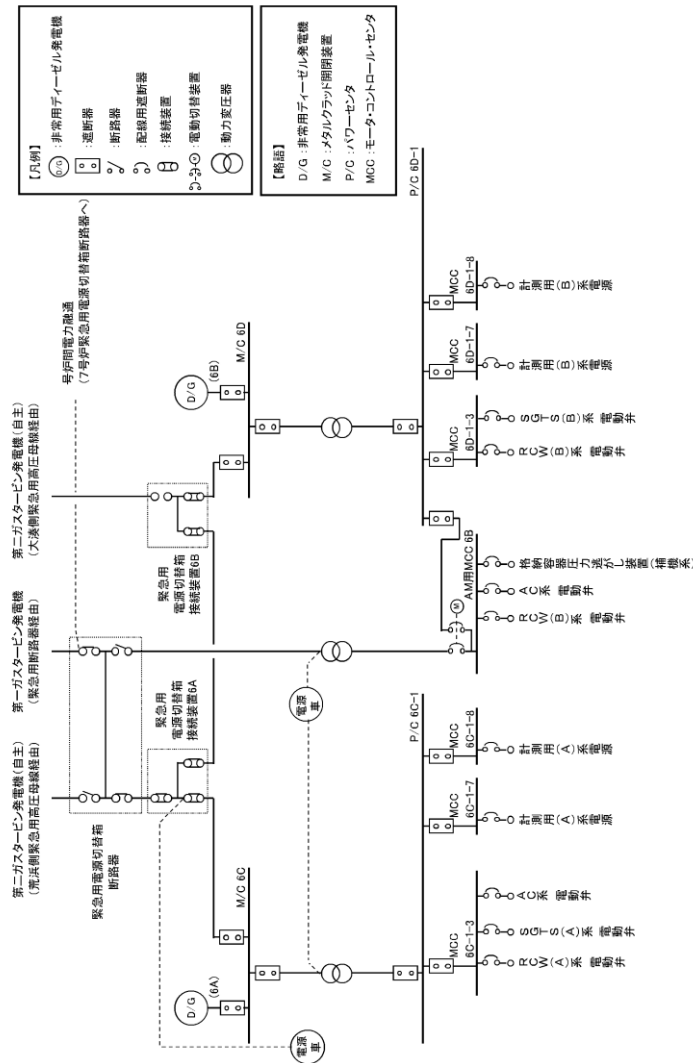 第二ガスタービン発電機(自主)
(荒浜側緊急用高圧母線経由)
第一ガスタービン発電機
(緊急用断路器経由)
第二ガスタービン発電機(自主)
(大湊側緊急用高圧母線経由)
号炉間電力融通
(7号炉緊急用電源切替箱断路器へ)
緊急用電源切替箱
断路器
緊急用
電源切替箱
接続装置6A
緊急用
電源切替箱
接続装置6B
電源
車
D/G
(6A)
M/C 6C
D/G
(6B)
M/C 6D
電源
車
P/C 6C-1
P/C 6D-1
MCC
6C-1-3
RCW(A)系 電動弁
SGTS(A)系 電動弁
AC系 電動弁
MCC
6C-1-7
計測用(A)系電源
MCC
6C-1-8
計測用(A)系電源
AM用MCC 6B
M
RCW(B)系 電動弁
AC系 電動弁
格納容器圧力逃がし装置(補機系)
MCC
6D-1-3
RCW(B)系 電動弁
SGTS(B)系 電動弁
MCC
6D-1-7
計測用(B)系電源
MCC
6D-1-8
計測用(B)系電源
【凡例】
D/G :非常用ディーゼル発電機
:遮断器
:断路器
:配線用遮断器
:接続装置
M :電動切替装置
:動力変圧器
【略語】
D/G :非常用ディーゼル発電機
M/C :メタルクラッド開閉装置
P/C :パワーセンタ
MCC :モータ・コントロール・センタ